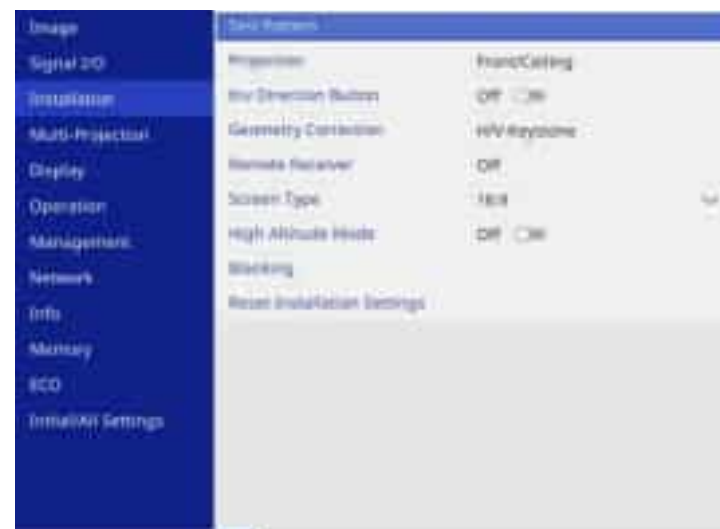 Image
Signal I/O
Installation
Multi-Projection
Display
Operation
Management
Network
Info
Memory
ECO
Initial/All Settings
Test Pattern
Projection Front/Ceiling
Inv Direction Button Off
Geometry Correction H/V-Keystone
Remote Receiver Off
Screen Type 16:9
High Altitude Mode Off
Blanking
Reset Installation Settings